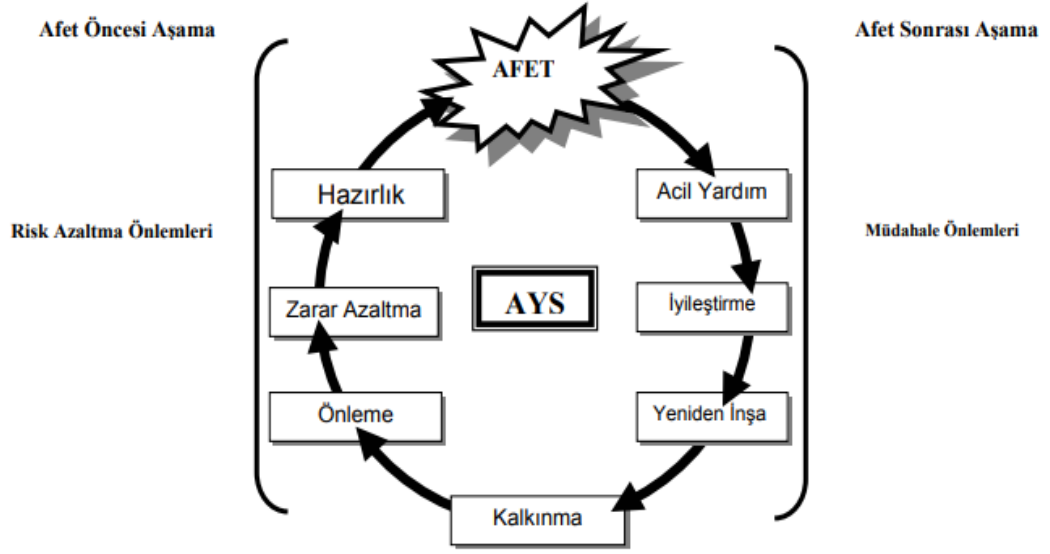 Afet Öncesi Aşama
Afet Sonrası Aşama
AFET
Hazırlık
Acil Yardım
Risk Azaltma Önlemleri
Müdahale Önlemleri
Zarar Azaltma
AYS
İyileştirme
Önleme
Yeniden İnşa
Kalkınma